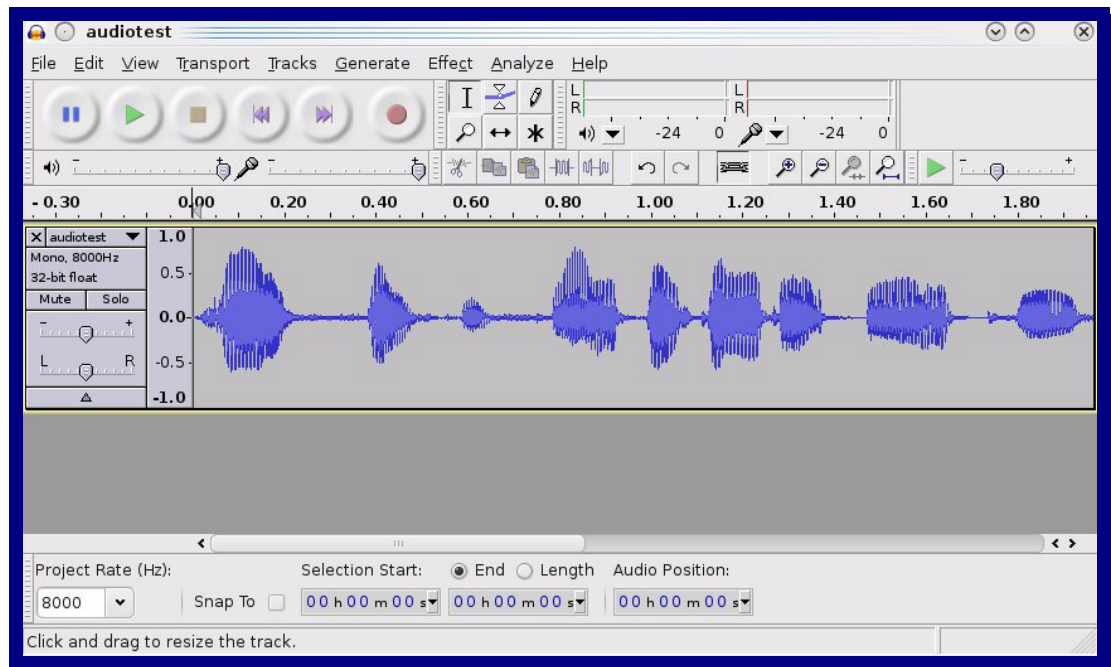 audiotest
File Edit View Transport Tracks Generate Effect Analyze Help
L L
R R
-24 0 -24 0
- + 
- 0.30 0.00 0.20 0.40 0.60 0.80 1.00 1.20 1.40 1.60 1.80
X audiotest 1.0
Mono, 8000Hz
32-bit float 0.5
Mute Solo
- + 0.0
L R -0.5
-1.0
Project Rate (Hz): Selection Start: End Length Audio Position:
8000 Snap To 00 h 00 m 00 s 00 h 00 m 00 s 00 h 00 m 00 s
Click and drag to resize the track.